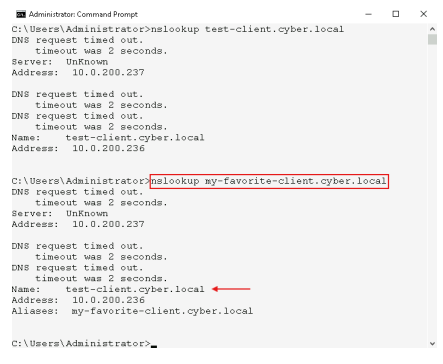 Administrator: Command Prompt
C:\Users\Administrator>nslookup test-client.cyber.local
DNS request timed out.
    timeout was 2 seconds.
Server:  UnKnown
Address:  10.0.200.237

DNS request timed out.
    timeout was 2 seconds.
DNS request timed out.
    timeout was 2 seconds.
Name:    test-client.cyber.local
Address:  10.0.200.236

C:\Users\Administrator>nslookup my-favorite-client.cyber.local
DNS request timed out.
    timeout was 2 seconds.
Server:  UnKnown
Address:  10.0.200.237

DNS request timed out.
    timeout was 2 seconds.
DNS request timed out.
    timeout was 2 seconds.
Name:    test-client.cyber.local
Address:  10.0.200.236
Aliases:  my-favorite-client.cyber.local

C:\Users\Administrator>